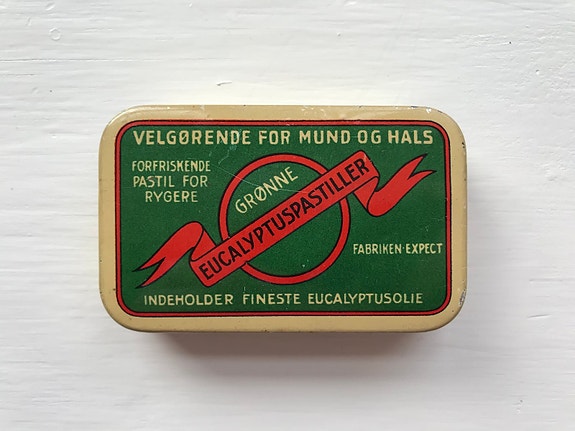 VELGØRENDE FOR MUND OG HALS
FORFRISKENDE
PASTIL FOR
RYGERE
GRØNNE
EUCALYPTUSPASTILLER
FABRIKEN·EXPECT
INDEHOLDER FINESTE EUCALYPTUSOLIE